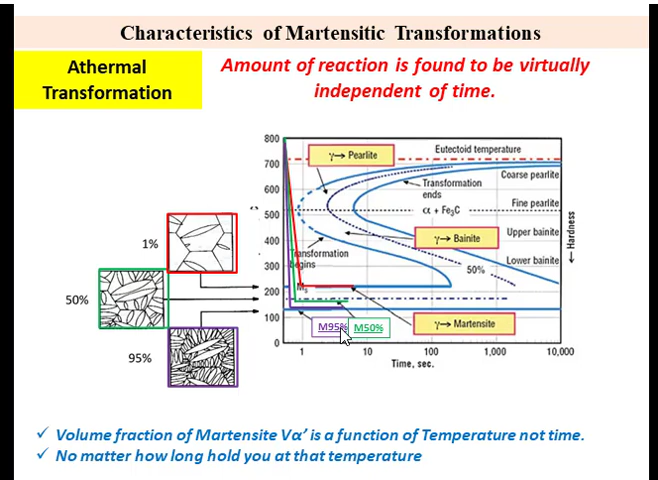 Characteristics of Martensitic Transformations
Athermal
Transformation
Amount of reaction is found to be virtually
independent of time.
800
700
600
500
400
300
200
100
0
γ→ Pearlite
Eutectoid temperature
Coarse pearlite
Transformation
ends
α + Fe3C
Fine pearlite
γ→ Bainite
Upper bainite
Transformation
begins
50%
Lower bainite
← Hardness
Ms
M95%
M50%
γ→ Martensite
1
10
100
1,000
10,000
Time, sec.
1%
50%
95%
✓ Volume fraction of Martensite Vα’ is a function of Temperature not time.
✓ No matter how long hold you at that temperature